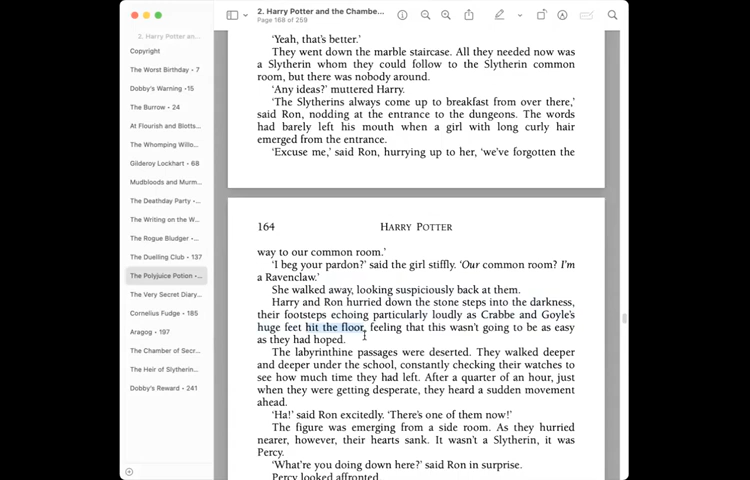 2. Harry Potter and the Chambe...
Page 168 of 259
2. Harry Potter an
Copyright
The Worst Birthday • 7
Dobby's Warning •15
The Burrow • 24
At Flourish and Blotts...
The Whomping Willo...
Gilderoy Lockhart • 68
Mudbloods and Murm...
The Deathday Party •...
The Writing on the W...
The Rogue Bludger •...
The Duelling Club • 137
The Polyjuice Potion •...
The Very Secret Diary...
Cornelius Fudge • 185
Aragog • 197
The Chamber of Secr...
The Heir of Slytherin...
Dobby's Reward • 241
'Yeah, that's better.'
They went down the marble staircase. All they needed now was
a Slytherin whom they could follow to the Slytherin common
room, but there was nobody around.
'Any ideas?' muttered Harry.
'The Slytherins always come up to breakfast from over there,'
said Ron, nodding at the entrance to the dungeons. The words
had barely left his mouth when a girl with long curly hair
emerged from the entrance.
'Excuse me,' said Ron, hurrying up to her, 'we've forgotten the
164 HARRY POTTER
way to our common room.'
'I beg your pardon?' said the girl stiffly. 'Our common room? I'm
a Ravenclaw.'
She walked away, looking suspiciously back at them.
Harry and Ron hurried down the stone steps into the darkness,
their footsteps echoing particularly loudly as Crabbe and Goyle's
huge feet hit the floor, feeling that this wasn't going to be as easy
as they had hoped.
The labyrinthine passages were deserted. They walked deeper
and deeper under the school, constantly checking their watches to
see how much time they had left. After a quarter of an hour, just
when they were getting desperate, they heard a sudden movement
ahead.
'Ha!' said Ron excitedly. 'There's one of them now!'
The figure was emerging from a side room. As they hurried
nearer, however, their hearts sank. It wasn't a Slytherin, it was
Percy.
'What're you doing down here?' said Ron in surprise.
Percy looked affronted.